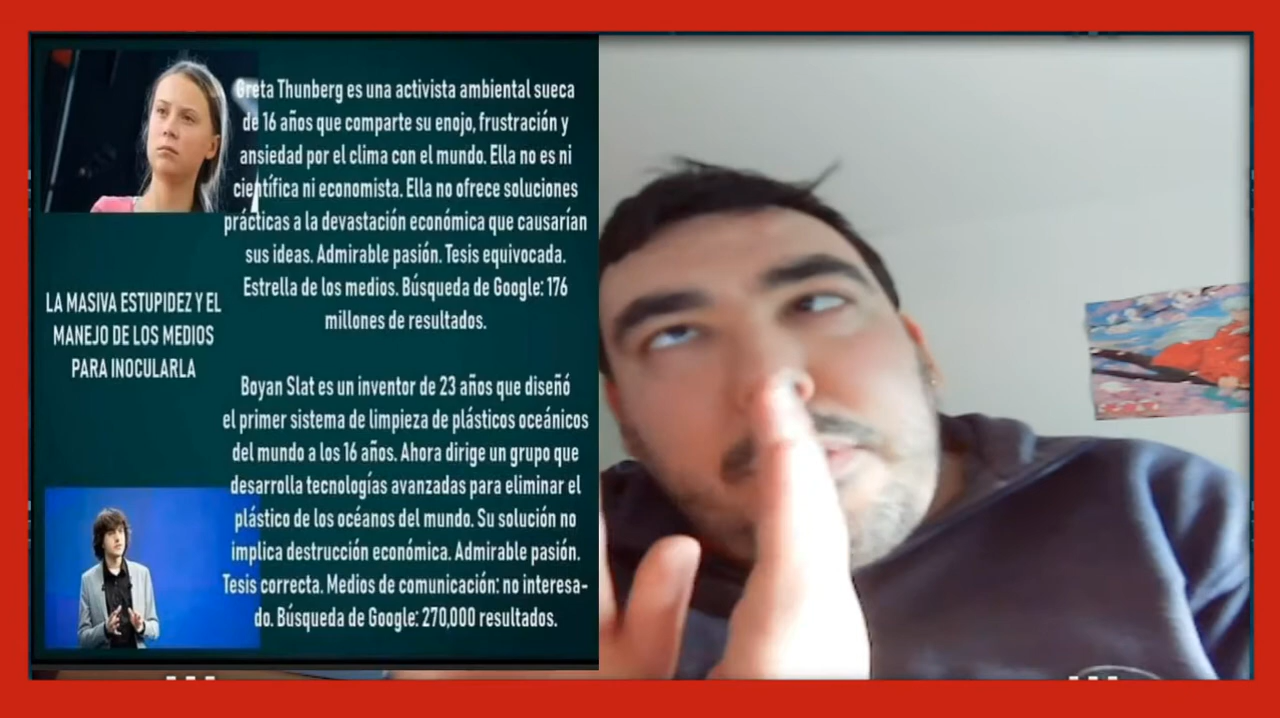 Greta Thunberg es una activista ambiental sueca
de 16 años que comparte su enojo, frustración y
ansiedad por el clima con el mundo. Ella no es ni
científica ni economista. Ella no ofrece soluciones
prácticas a la devastación económica que causarían
sus ideas. Admirable pasión. Tesis equivocada.
Estrella de los medios. Búsqueda de Google: 176
millones de resultados.
LA MASIVA ESTUPIDEZ Y EL
MANEJO DE LOS MEDIOS
PARA INOCULARLA
Boyan Slat es un inventor de 23 años que diseñó
el primer sistema de limpieza de plásticos oceánicos
del mundo a los 16 años. Ahora dirige un grupo que
desarrolla tecnologías avanzadas para eliminar el
plástico de los océanos del mundo. Su solución no
implica destrucción económica. Admirable pasión.
Tesis correcta. Medios de comunicación: no interesa-
do. Búsqueda de Google: 270,000 resultados.